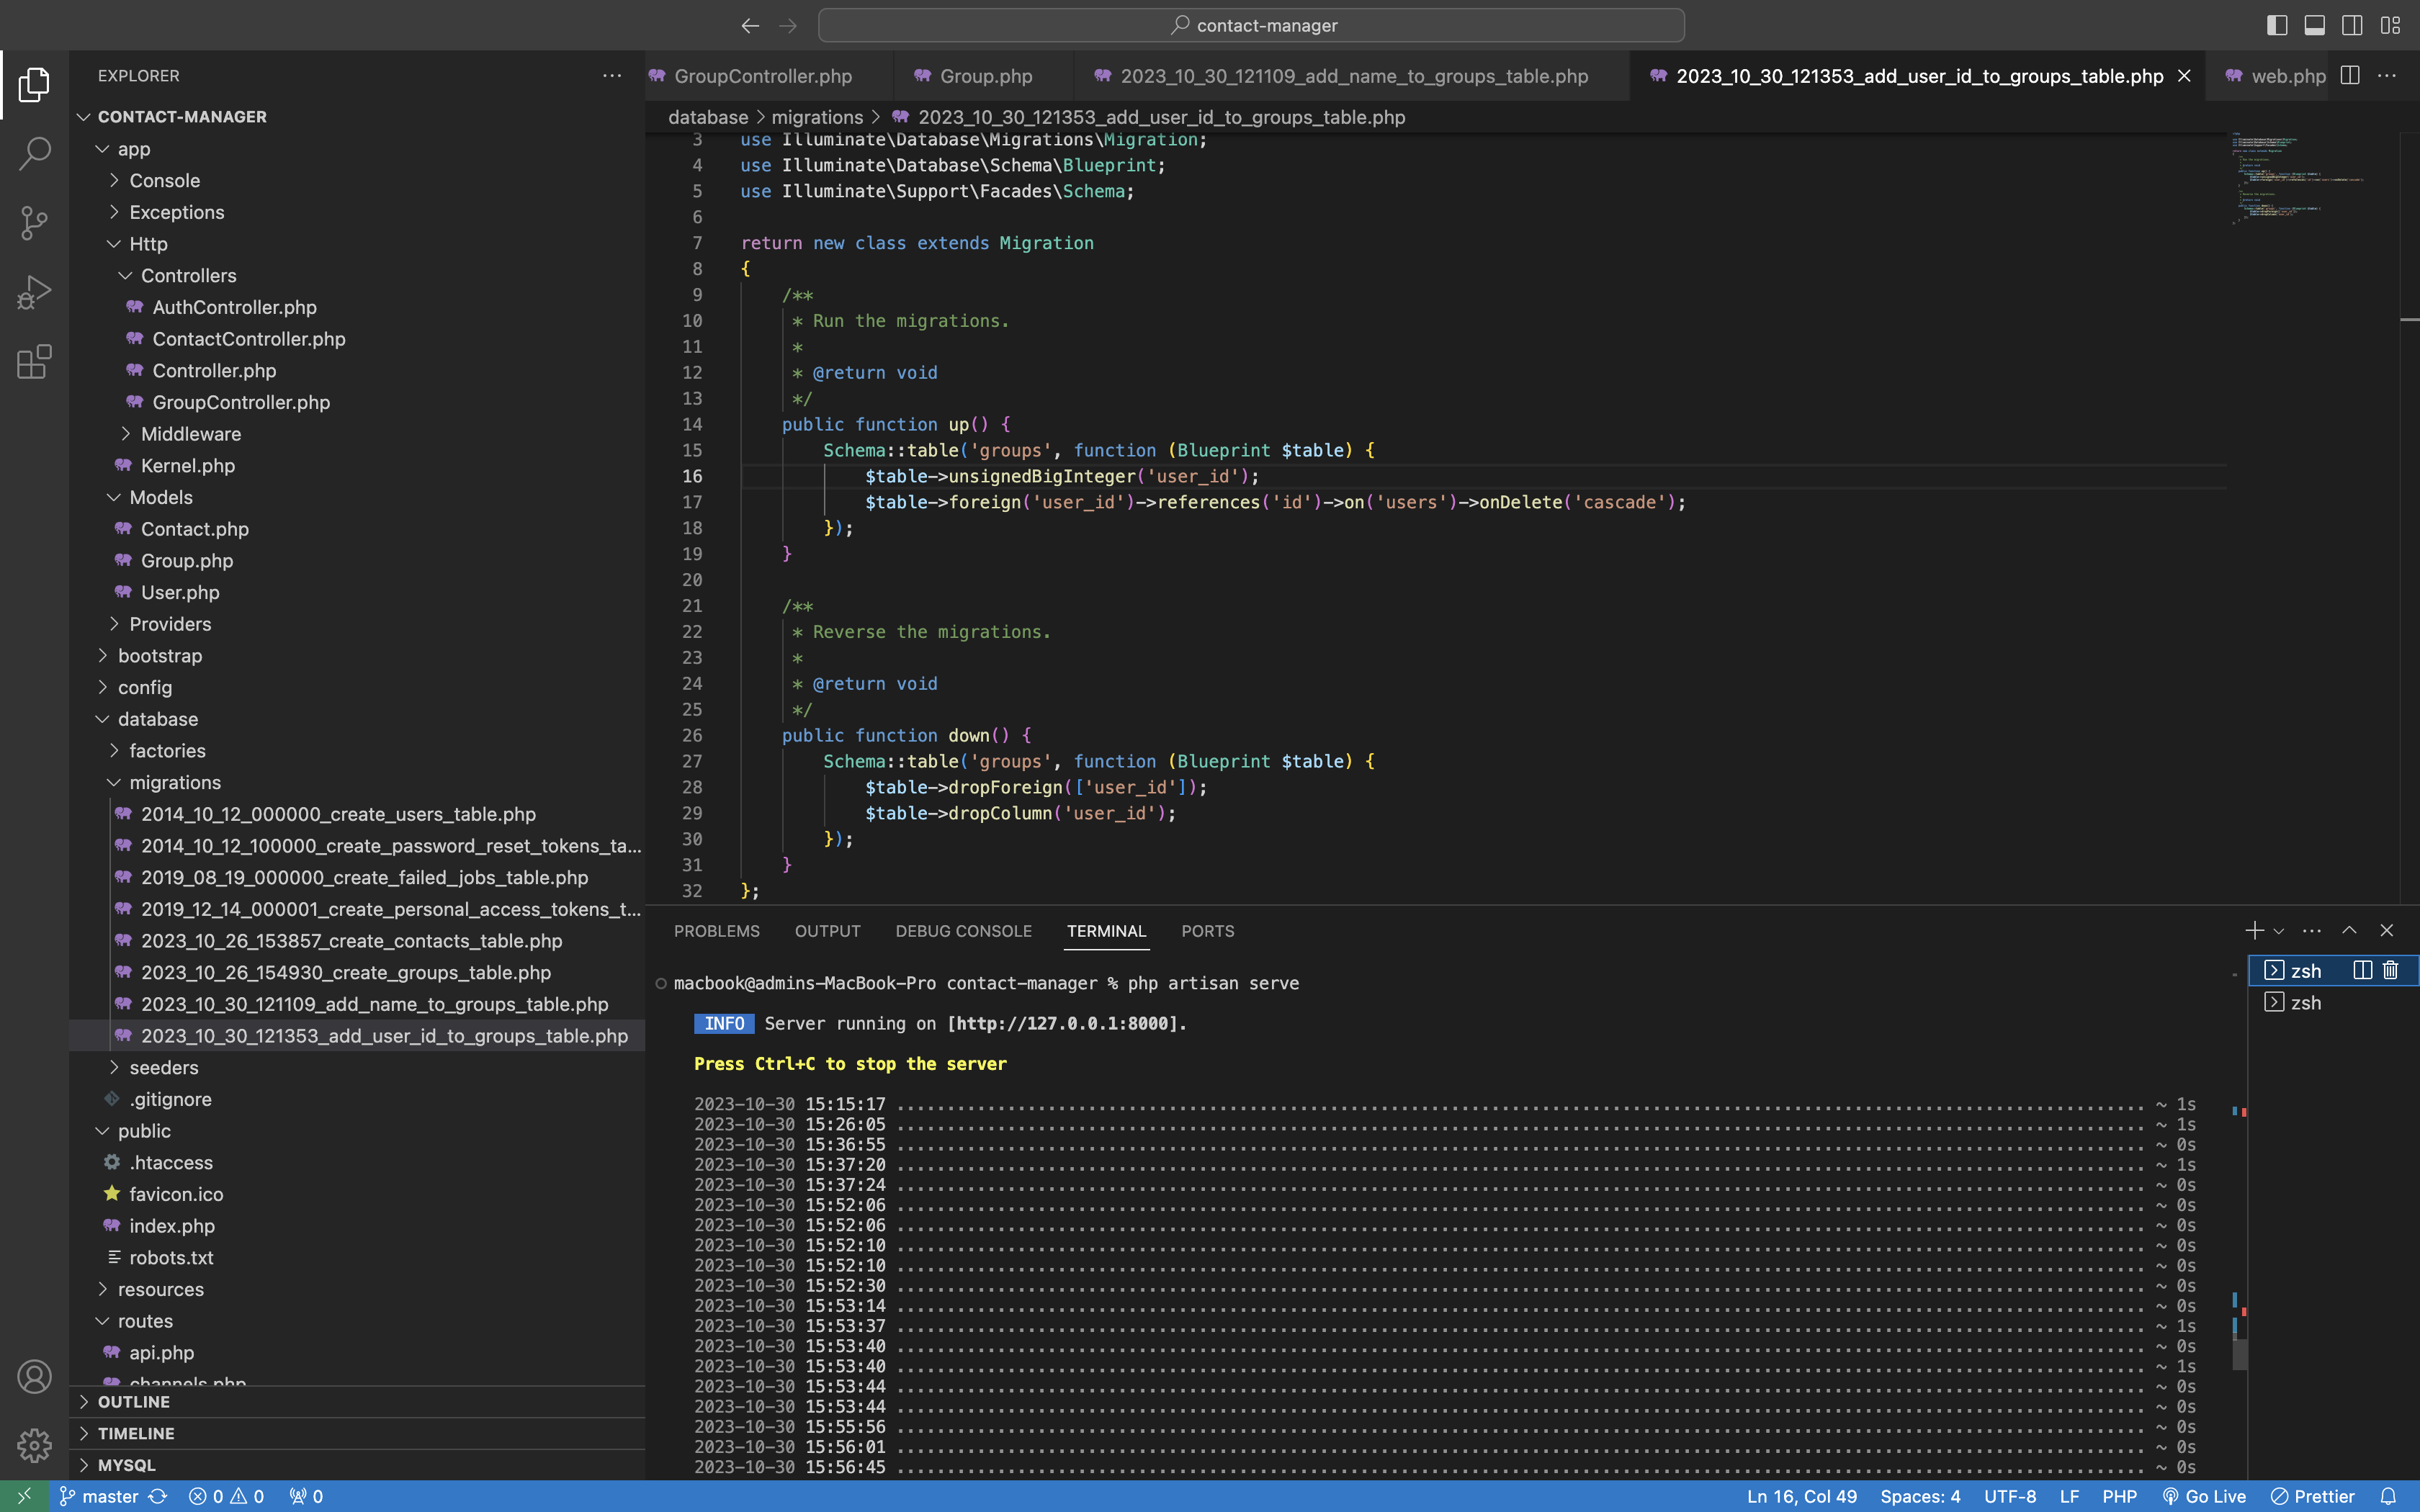 contact-manager
EXPLORER
CONTACT-MANAGER
app
Console
Exceptions
Http
Controllers
AuthController.php
ContactController.php
Controller.php
GroupController.php
Middleware
Kernel.php
Models
Contact.php
Group.php
User.php
Providers
bootstrap
config
database
factories
migrations
2014_10_12_000000_create_users_table.php
2014_10_12_100000_create_password_reset_tokens_ta...
2019_08_19_000000_create_failed_jobs_table.php
2019_12_14_000001_create_personal_access_tokens_t...
2023_10_26_153857_create_contacts_table.php
2023_10_26_154930_create_groups_table.php
2023_10_30_121109_add_name_to_groups_table.php
2023_10_30_121353_add_user_id_to_groups_table.php
seeders
.gitignore
public
.htaccess
favicon.ico
index.php
robots.txt
resources
routes
api.php
channels.php
OUTLINE
TIMELINE
MYSQL
GroupController.php
Group.php
2023_10_30_121109_add_name_to_groups_table.php
2023_10_30_121353_add_user_id_to_groups_table.php
web.php
database > migrations > 2023_10_30_121353_add_user_id_to_groups_table.php
3 use Illuminate\Database\Migrations\Migration;
4 use Illuminate\Database\Schema\Blueprint;
5 use Illuminate\Support\Facades\Schema;
6
7 return new class extends Migration
8 {
9 /**
10 * Run the migrations.
11 *
12 * @return void
13 */
14 public function up() {
15 Schema::table('groups', function (Blueprint $table) {
16 $table->unsignedBigInteger('user_id');
17 $table->foreign('user_id')->references('id')->on('users')->onDelete('cascade');
18 });
19 }
20
21 /**
22 * Reverse the migrations.
23 *
24 * @return void
25 */
26 public function down() {
27 Schema::table('groups', function (Blueprint $table) {
28 $table->dropForeign(['user_id']);
29 $table->dropColumn('user_id');
30 });
31 }
32 };
PROBLEMS OUTPUT DEBUG CONSOLE TERMINAL PORTS
macbook@admins-MacBook-Pro contact-manager % php artisan serve
INFO Server running on [http://127.0.0.1:8000].
Press Ctrl+C to stop the server
2023-10-30 15:15:17 ........ ~ 1s
2023-10-30 15:26:05 ........ ~ 1s
2023-10-30 15:36:55 ........ ~ 0s
2023-10-30 15:37:20 ........ ~ 1s
2023-10-30 15:37:24 ........ ~ 0s
2023-10-30 15:52:06 ........ ~ 0s
2023-10-30 15:52:06 ........ ~ 0s
2023-10-30 15:52:10 ........ ~ 0s
2023-10-30 15:52:10 ........ ~ 0s
2023-10-30 15:52:30 ........ ~ 0s
2023-10-30 15:53:14 ........ ~ 0s
2023-10-30 15:53:37 ........ ~ 1s
2023-10-30 15:53:40 ........ ~ 0s
2023-10-30 15:53:40 ........ ~ 1s
2023-10-30 15:53:44 ........ ~ 0s
2023-10-30 15:53:44 ........ ~ 0s
2023-10-30 15:55:56 ........ ~ 0s
2023-10-30 15:56:01 ........ ~ 0s
2023-10-30 15:56:45 ........ ~ 0s
zsh
zsh
master 0 0 0
Ln 16, Col 49 Spaces: 4 UTF-8 LF PHP Go Live Prettier